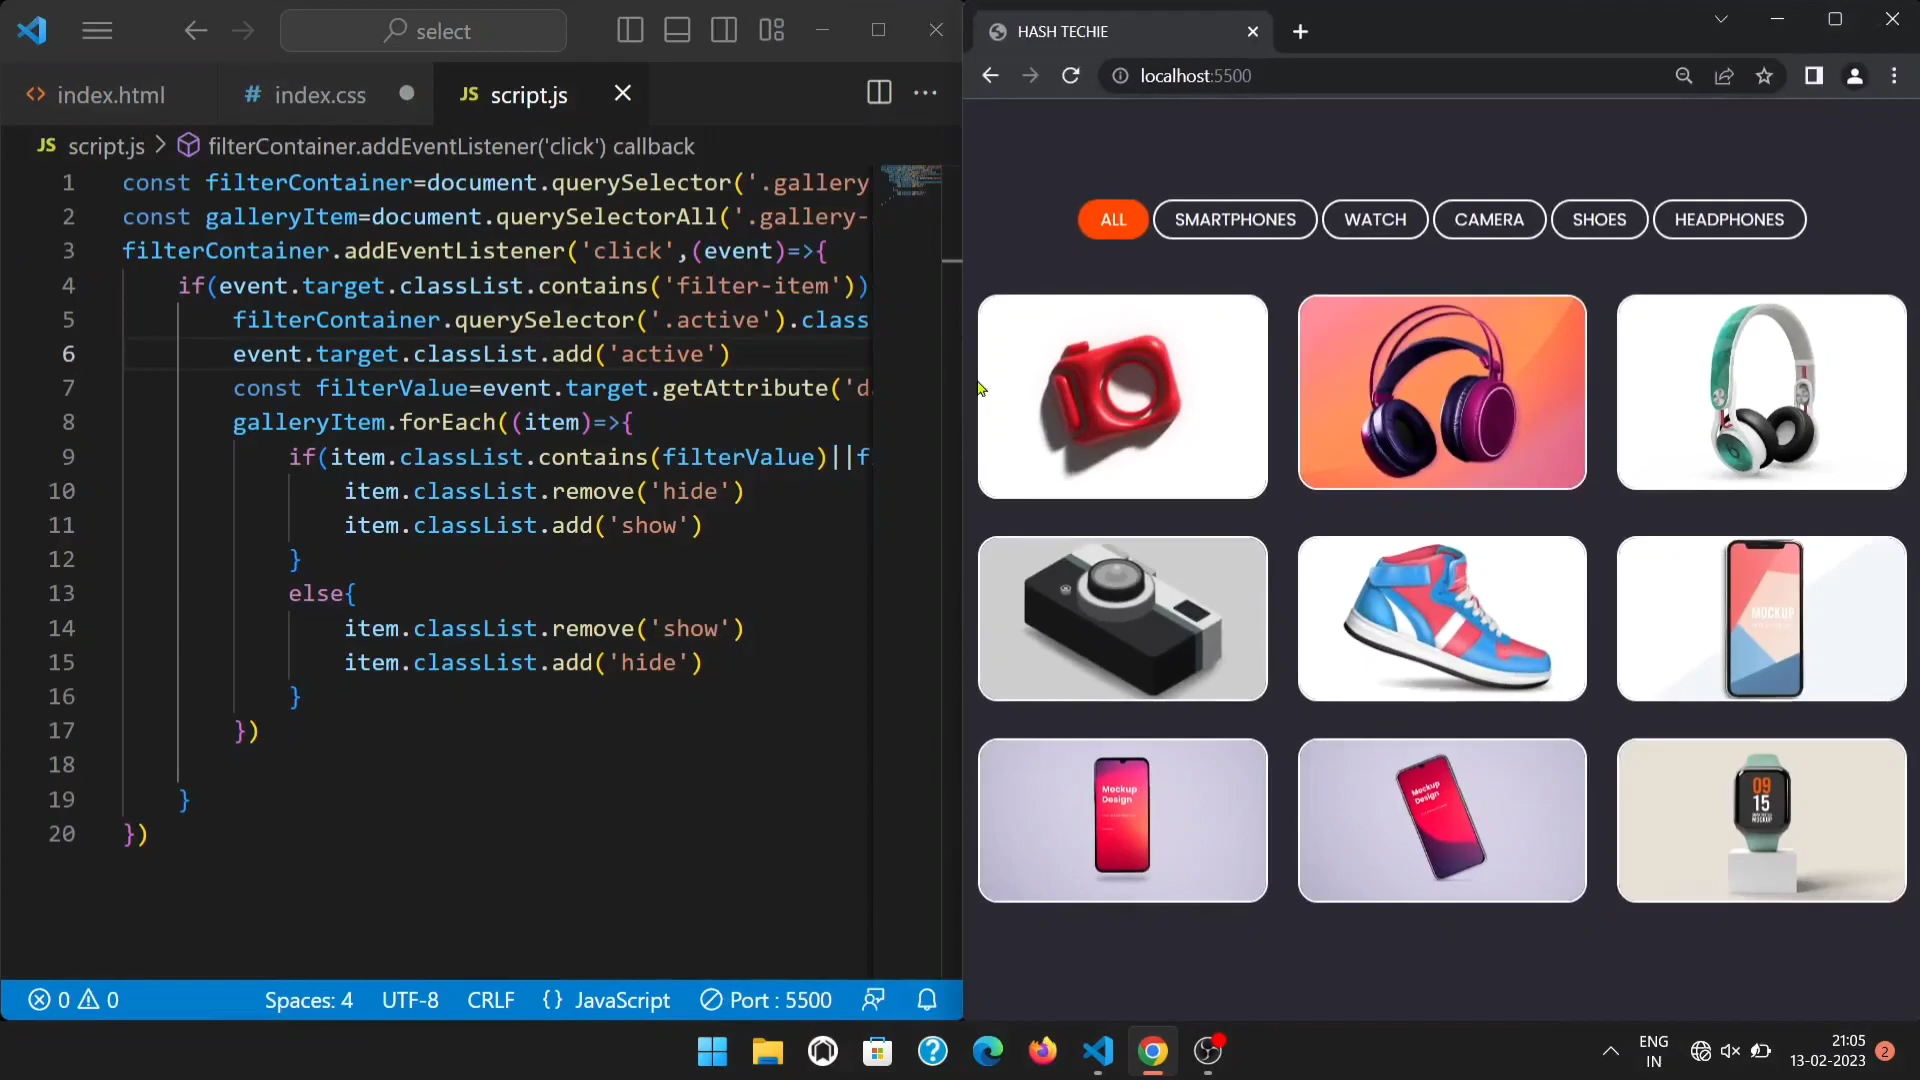 select
index.html
# index.css
JS script.js
JS script.js > filterContainer.addEventListener('click') callback
1 const filterContainer=document.querySelector('.gallery
2 const galleryItem=document.querySelectorAll('.gallery-
3 filterContainer.addEventListener('click',(event)=>{
4 if(event.target.classList.contains('filter-item'))
5 filterContainer.querySelector('.active').class
6 event.target.classList.add('active')
7 const filterValue=event.target.getAttribute('d
8 galleryItem.forEach((item)=>{
9 if(item.classList.contains(filterValue)||f
10 item.classList.remove('hide')
11 item.classList.add('show')
12 }
13 else{
14 item.classList.remove('show')
15 item.classList.add('hide')
16 }
17 })
18
19 }
20 })
0 0 Spaces: 4 UTF-8 CRLF {} JavaScript Port : 5500
HASH TECHIE
localhost:5500
ALL SMARTPHONES WATCH CAMERA SHOES HEADPHONES
MOCKUP
Mockup
Design
Mockup
Design
09
15
MOCKUP
ENG
IN
21:05
13-02-2023
2